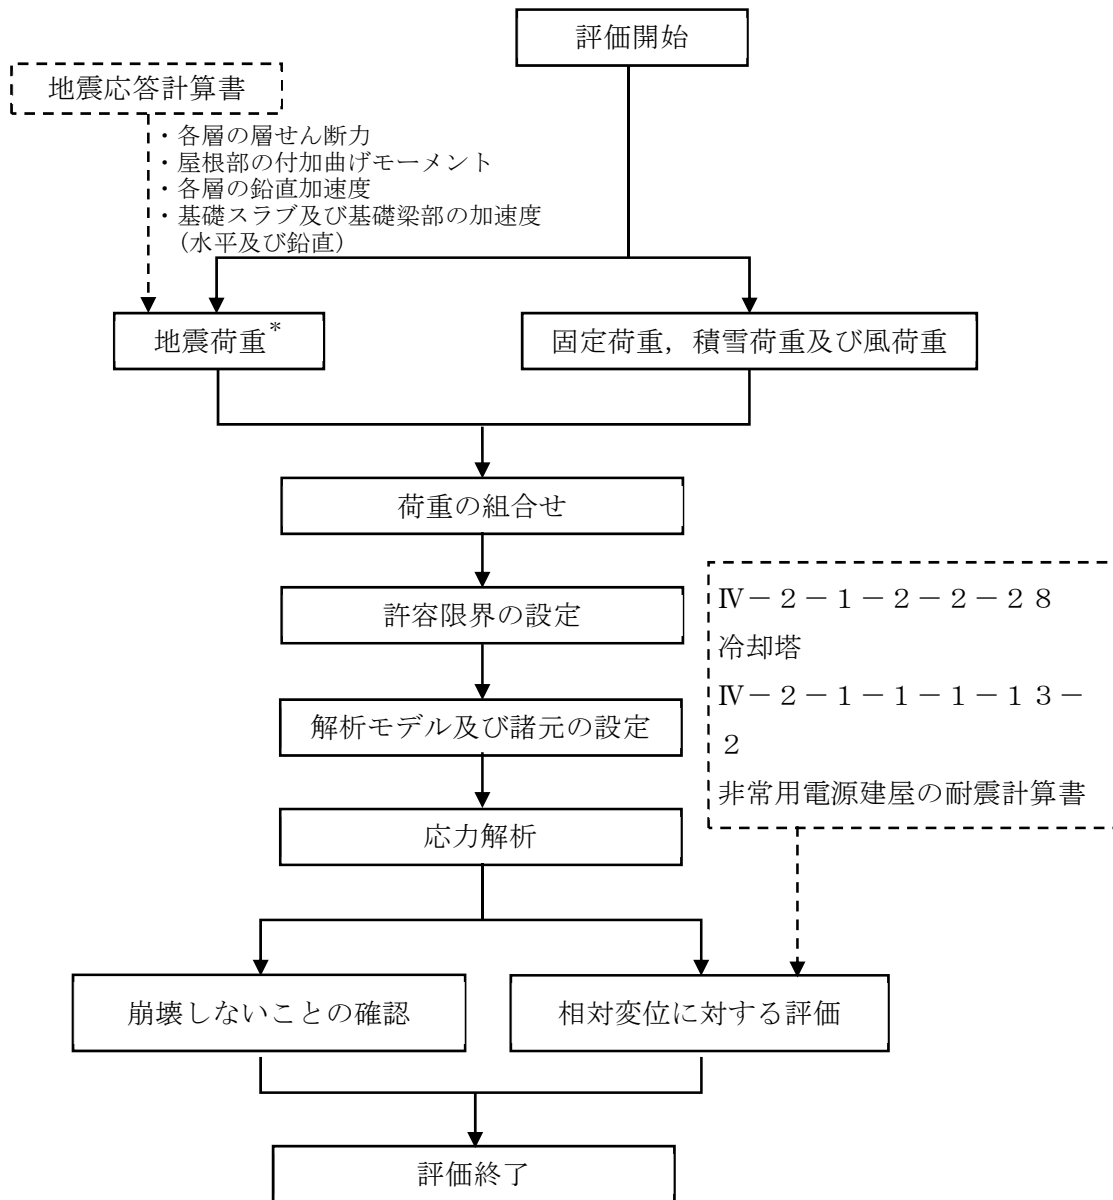 評価開始
地震応答計算書
・各層の層せん断力
・屋根部の付加曲げモーメント
・各層の鉛直加速度
・基礎スラブ及び基礎梁部の加速度
（水平及び鉛直）
地震荷重*
固定荷重，積雪荷重及び風荷重
荷重の組合せ
許容限界の設定
解析モデル及び諸元の設定
応力解析
Ⅳ－２－１－２－２－２８
冷却塔
Ⅳ－２－１－１－１－１３－
２
非常用電源建屋の耐震計算書
崩壊しないことの確認
相対変位に対する評価
評価終了